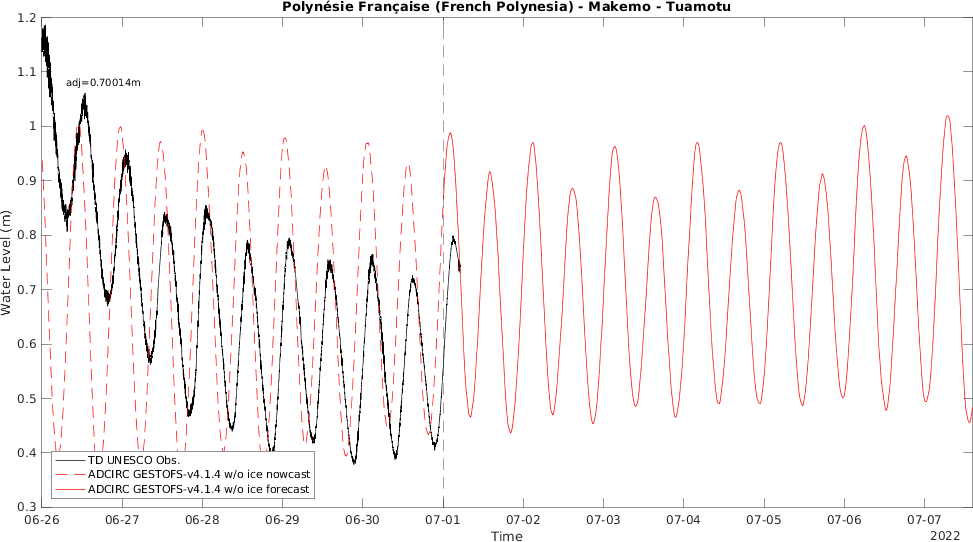 Polynésie Française (French Polynesia) - Makemo - Tuamotu
1.2
1.1
1
0.9
0.8
0.7
0.6
0.5
0.4
0.3
Water Level (m)
adj=0.70014m
TD UNESCO Obs.
ADCIRC GESTOFS-v4.1.4 w/o ice nowcast
ADCIRC GESTOFS-v4.1.4 w/o ice forecast
06-26 06-27 06-28 06-29 06-30 07-01 07-02 07-03 07-04 07-05 07-06 07-07
Time
2022